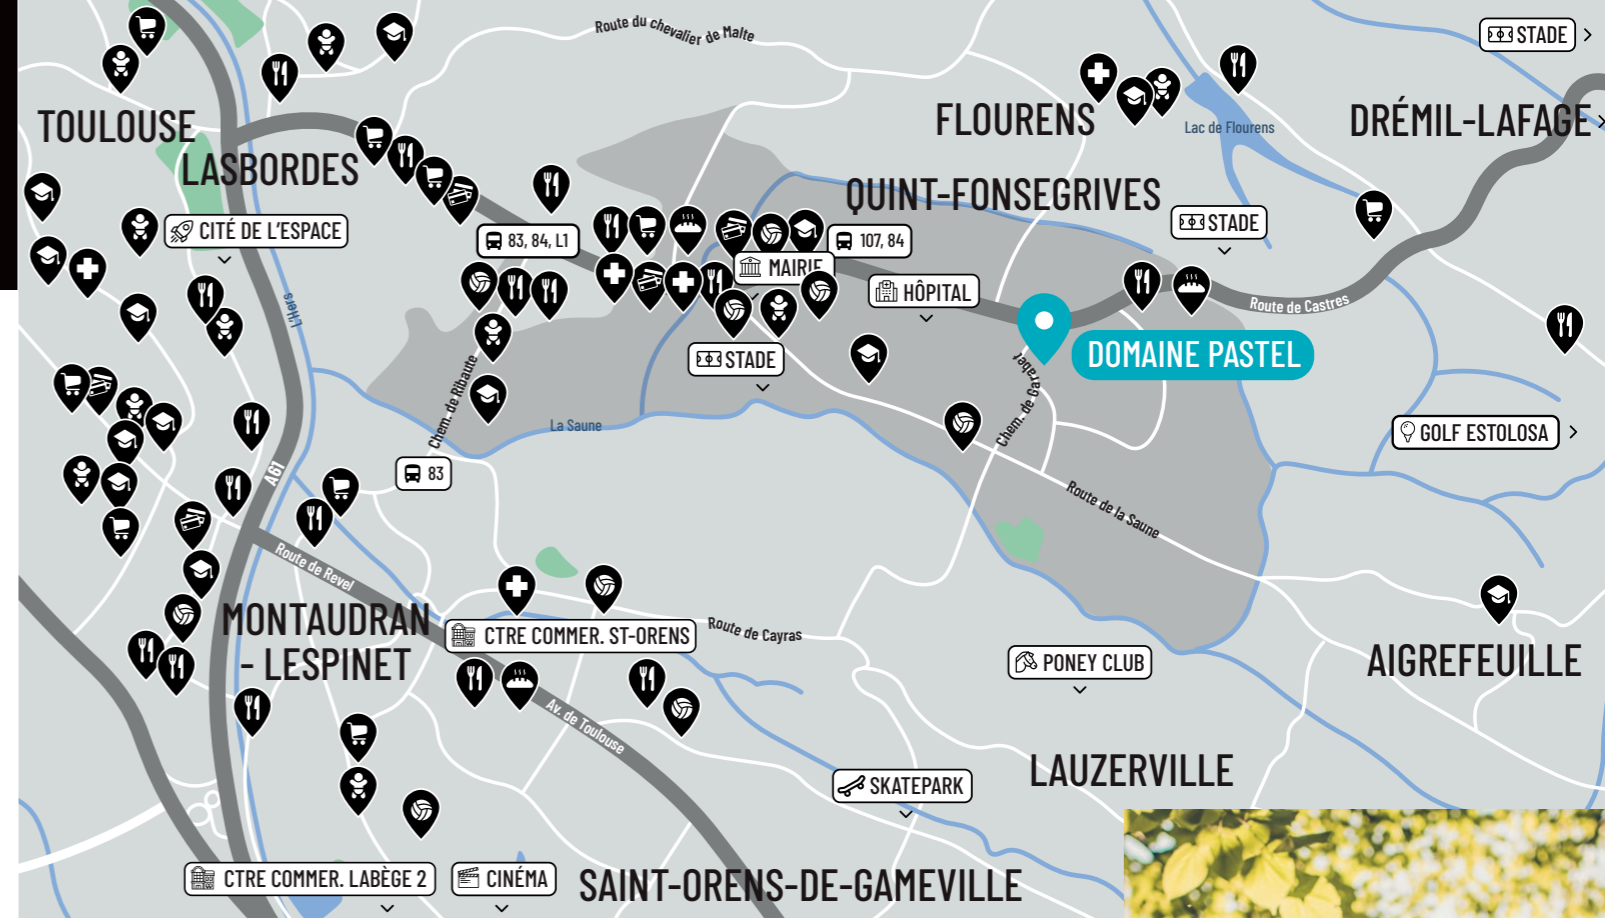 Route du chevalier de Malte
STADE
TOULOUSE
LASBORDES
FLOURENS
Lac de Flourens
DRÉMIL-LAFAGE
QUINT-FONSEGRIVES
CITÉ DE L'ESPACE
83, 84, L1
107, 84
STADE
MAIRIE
HÔPITAL
L'Hers
Route de Castres
DOMAINE PASTEL
STADE
Chem. de Ribaute
Chem. de Garrabet
La Saune
GOLF ESTOLOSA
A61
83
Route de la Saune
Route de Revel
MONTAUDRAN
- LESPINET
CTRE COMMER. ST-ORENS
Route de Cayras
PONEY CLUB
AIGREFEUILLE
Av. de Toulouse
LAUZERVILLE
SKATEPARK
CTRE COMMER. LABÈGE 2
CINÉMA
SAINT-ORENS-DE-GAMEVILLE